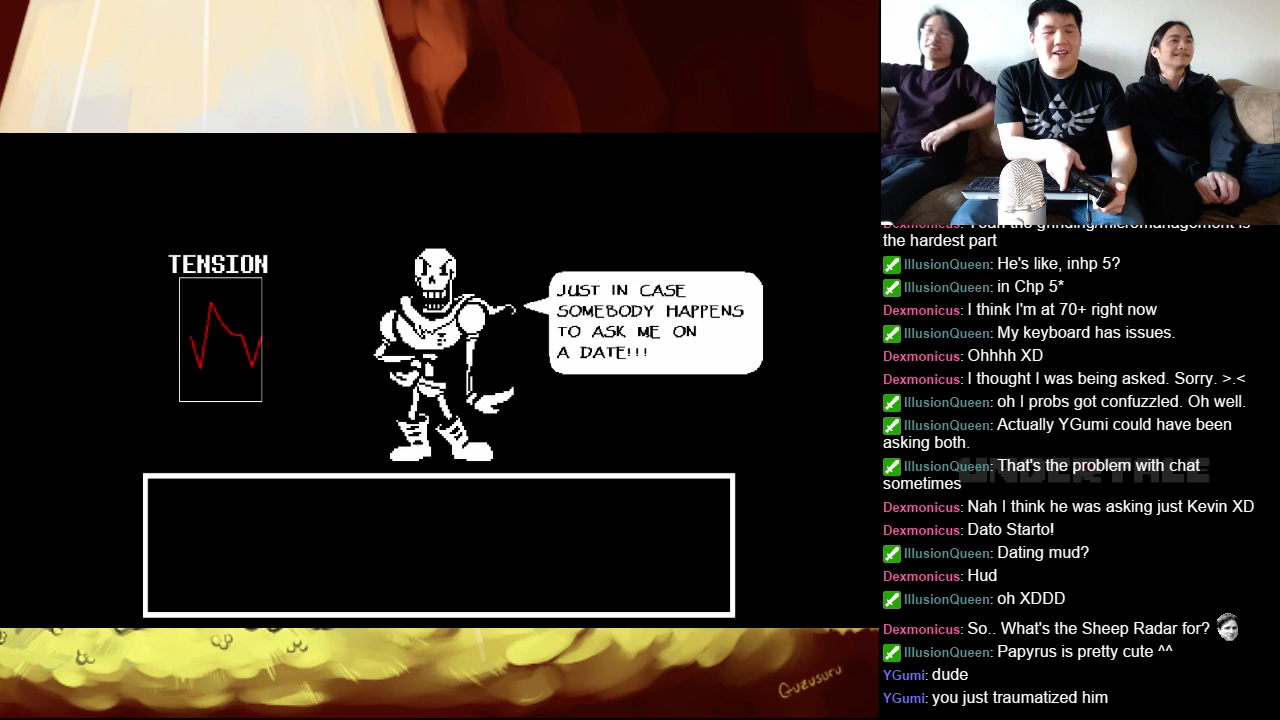 TENSION
JUST IN CASE
SOMEBODY HAPPENS
TO ASK ME ON
A DATE!!!
the hardest part
IllusionQueen: He's like, inhp 5?
IllusionQueen: in Chp 5*
Dexmonicus: I think I'm at 70+ right now
IllusionQueen: My keyboard has issues.
Dexmonicus: Ohhhh XD
Dexmonicus: I thought I was being asked. Sorry. >.<
IllusionQueen: oh I probs got confuzzled. Oh well.
IllusionQueen: Actually YGumi could have been
asking both.
IllusionQueen: That's the problem with chat
sometimes
UNDERTALE
Dexmonicus: Nah I think he was asking just Kevin XD
Dexmonicus: Dato Starto!
IllusionQueen: Dating mud?
Dexmonicus: Hud
IllusionQueen: oh XDDD
Dexmonicus: So.. What's the Sheep Radar for?
IllusionQueen: Papyrus is pretty cute ^^
YGumi: dude
YGumi: you just traumatized him
Guzusuru